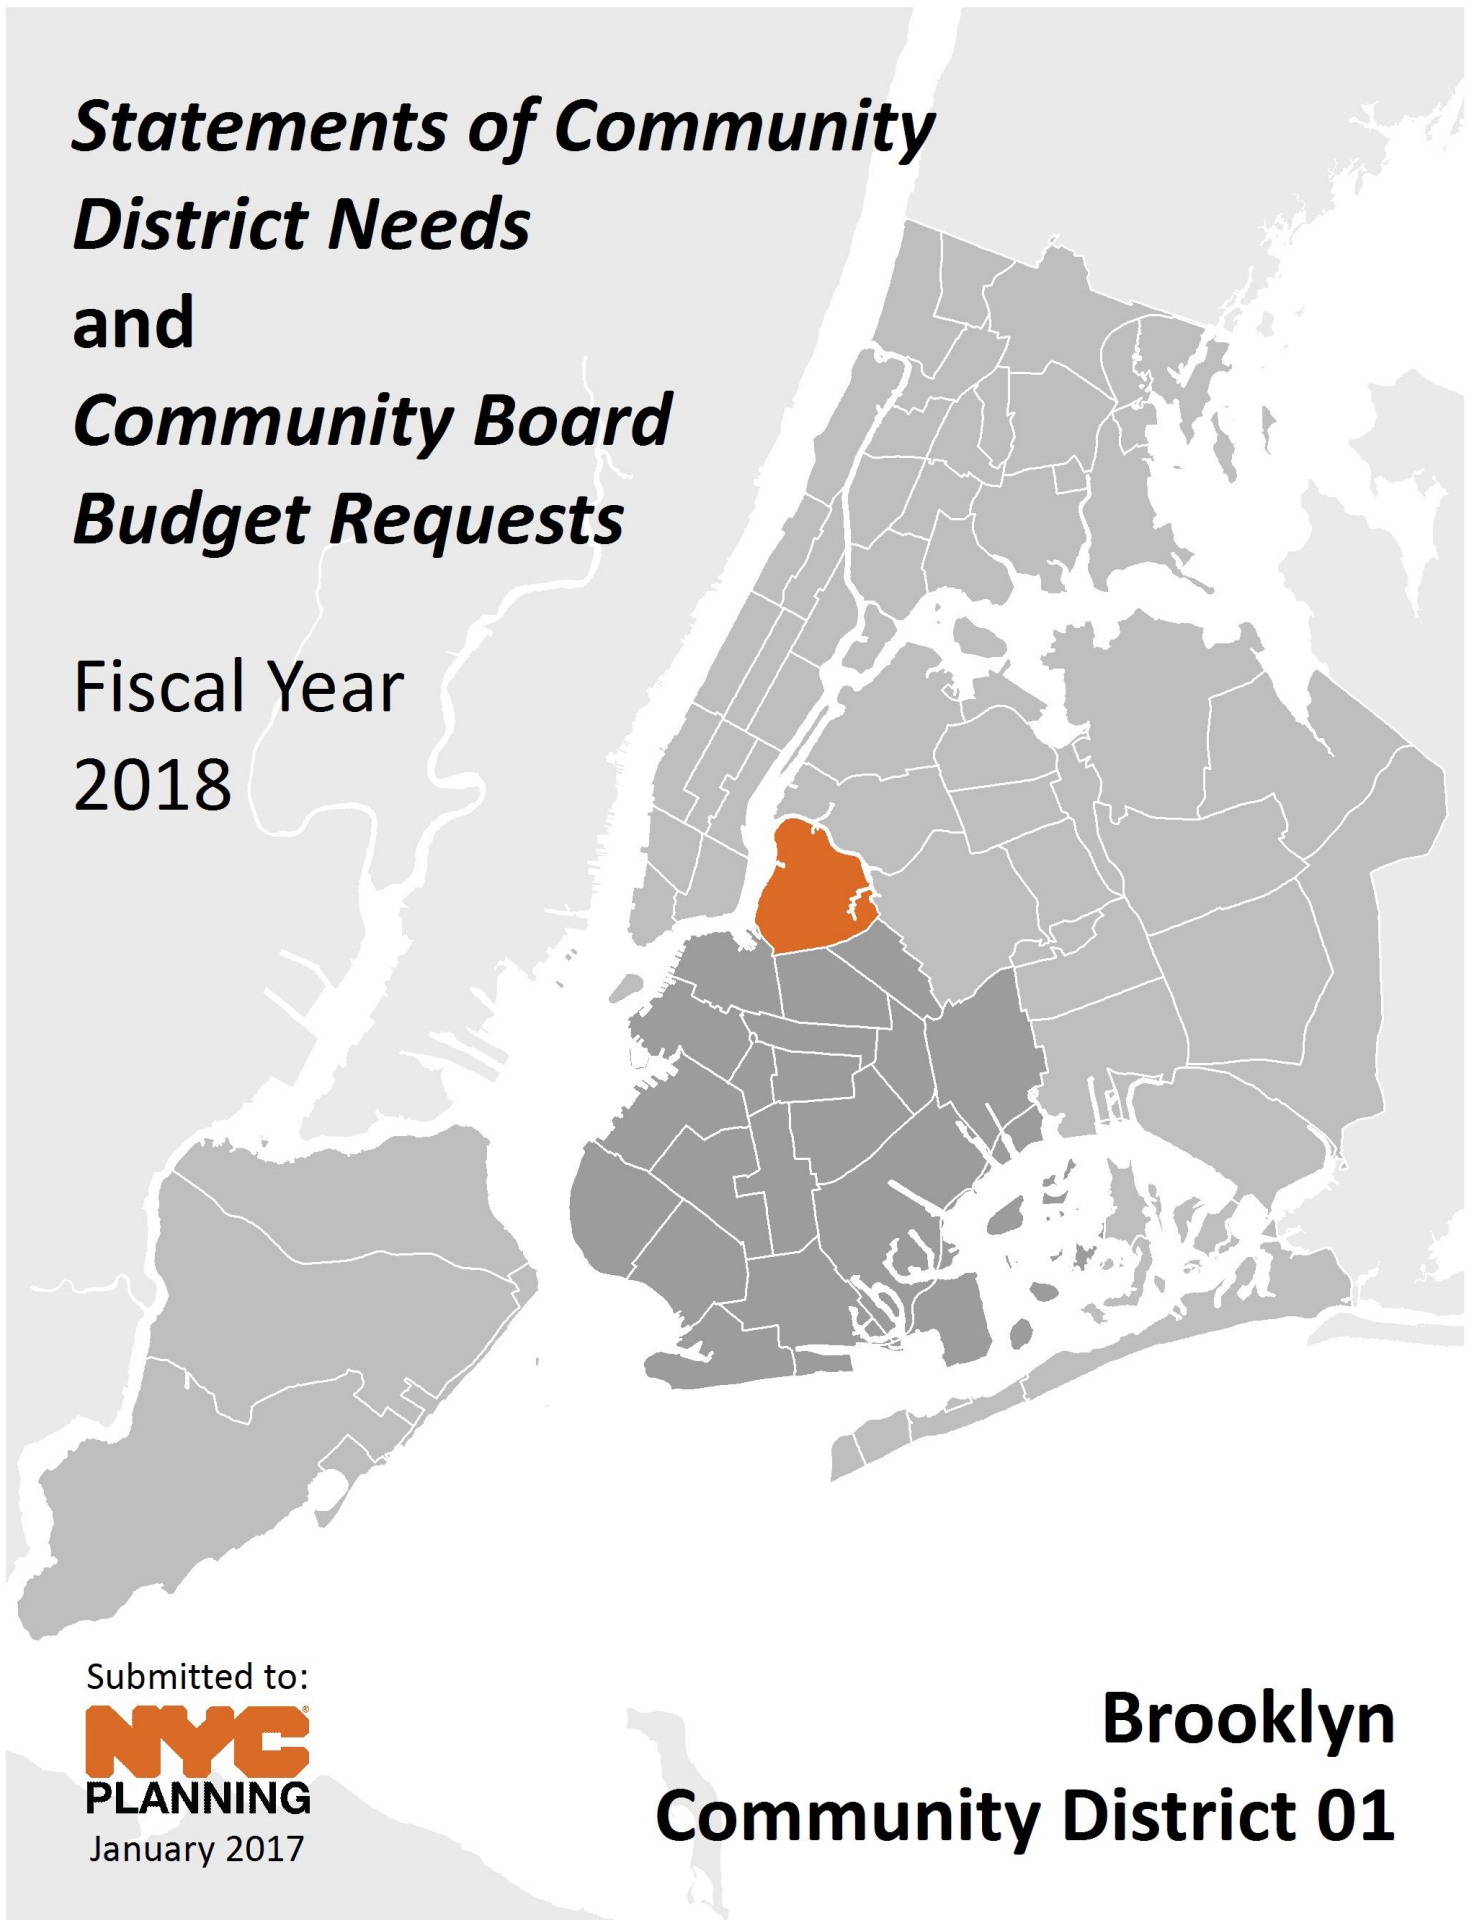 Statements of Community
District Needs
and
Community Board
Budget Requests
Fiscal Year
2018
Submitted to:
NYC®
PLANNING
January 2017
Brooklyn
Community District 01